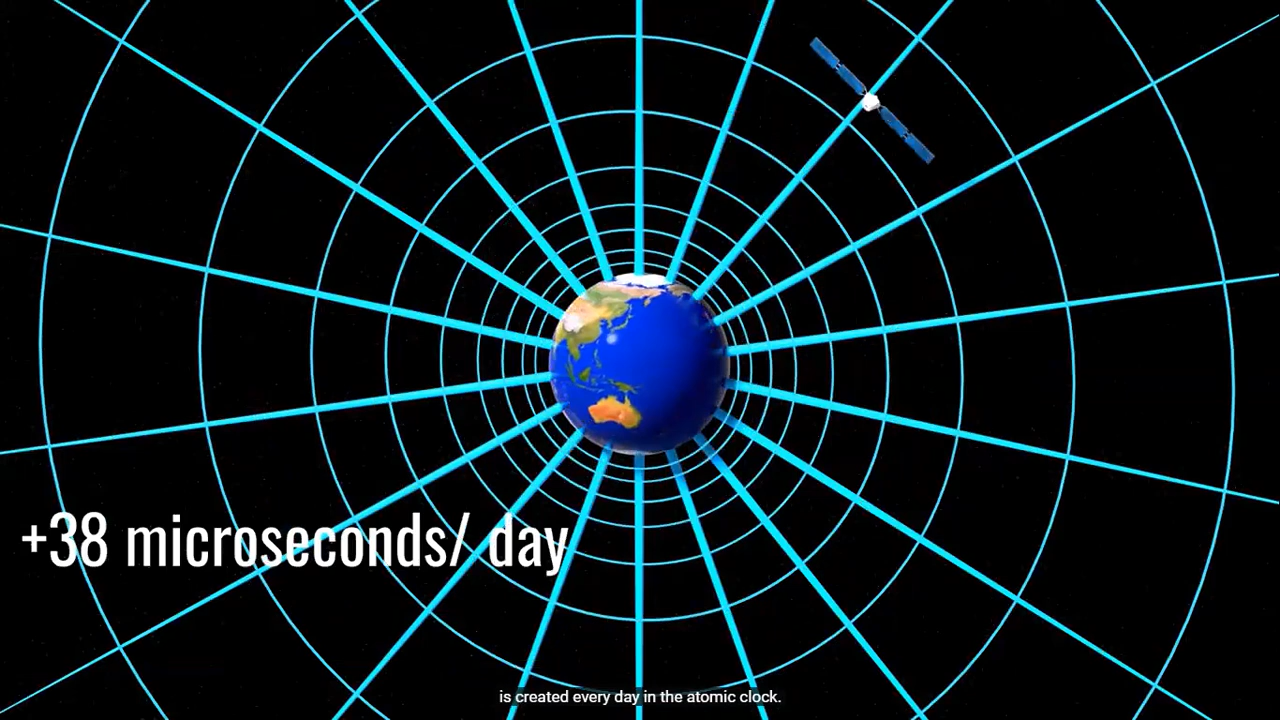 +38 microseconds/ day
is created every day in the atomic clock.